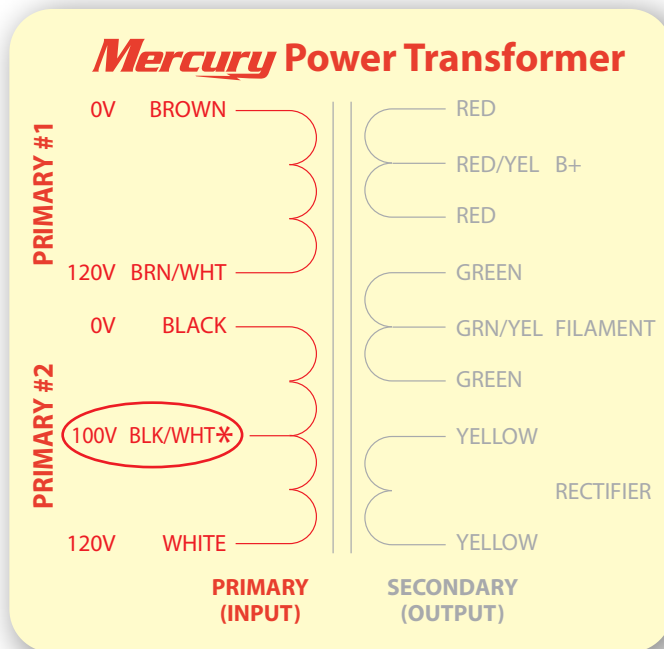 Mercury Power Transformer
PRIMARY #1
0V BROWN
120V BRN/WHT
PRIMARY #2
0V BLACK
100V BLK/WHT*
120V WHITE
PRIMARY
(INPUT)
RED
RED/YEL B+
RED
GREEN
GRN/YEL FILAMENT
GREEN
YELLOW
RECTIFIER
YELLOW
SECONDARY
(OUTPUT)